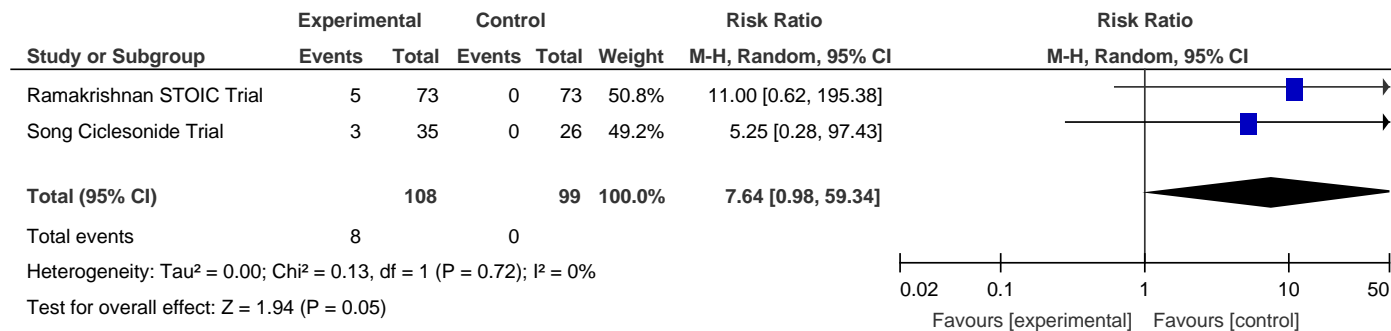 Experimental Control Risk Ratio Risk Ratio
Study or Subgroup Events Total Events Total Weight M-H, Random, 95% CI M-H, Random, 95% CI
Ramakrishnan STOIC Trial 5 73 0 73 50.8% 11.00 [0.62, 195.38]
Song Ciclesonide Trial 3 35 0 26 49.2% 5.25 [0.28, 97.43]
Total (95% CI) 108 99 100.0% 7.64 [0.98, 59.34]
Total events 8 0
Heterogeneity: Tau² = 0.00; Chi² = 0.13, df = 1 (P = 0.72); I² = 0%
Test for overall effect: Z = 1.94 (P = 0.05)
0.02 0.1 1 10 50
Favours [experimental] Favours [control]